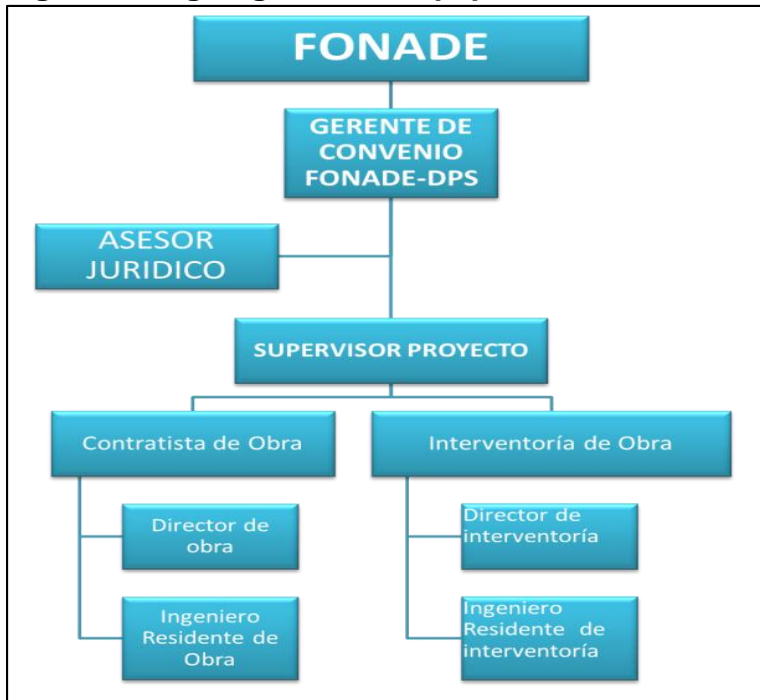 FONADE
GERENTE DE
CONVENIO
FONADE-DPS
ASESOR
JURIDICO
SUPERVISOR PROYECTO
Contratista de Obra
Interventoría de Obra
Director de
obra
Director de
interventoría
Ingeniero
Residente de
Obra
Ingeniero
Residente de
interventoría